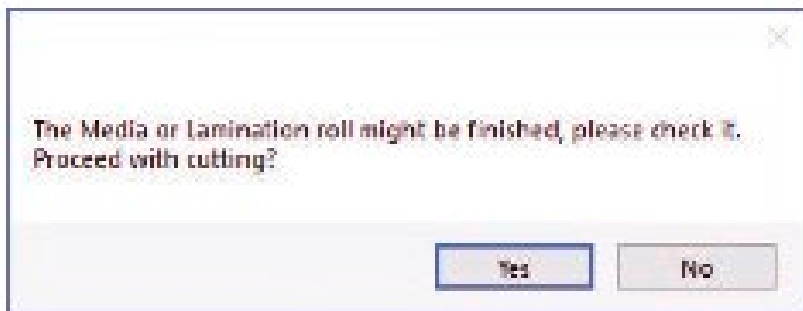 The Media or Lamination roll might be finished, please check it.
Proceed with cutting?
Yes
No